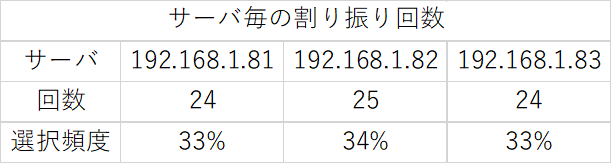 サーバ毎の割り振り回数
サーバ 192.168.1.81 192.168.1.82 192.168.1.83
回数 24 25 24
選択頻度 33% 34% 33%